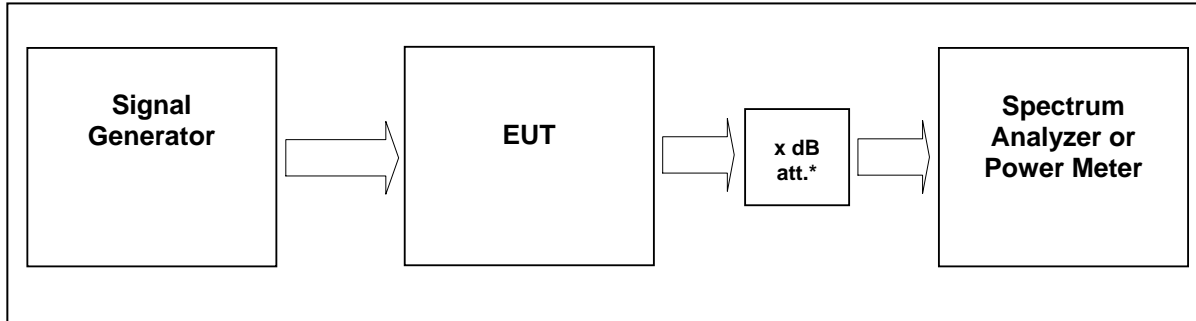 Signal
Generator
EUT
x dB
att.*
Spectrum
Analyzer or
Power Meter